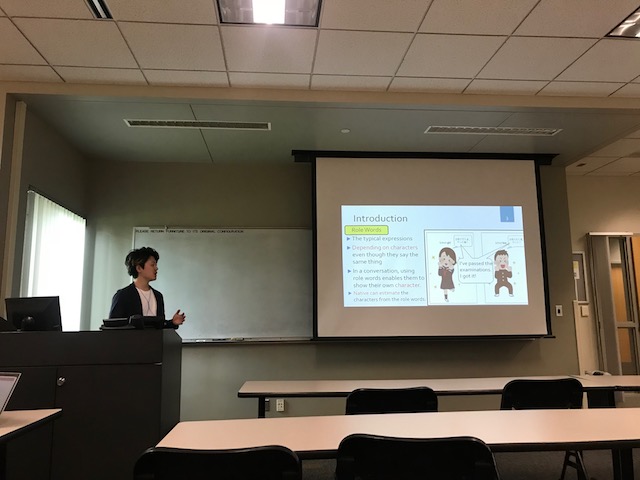 PLEASE RETURN FURNITURE TO ITS ORIGINAL CONFIGURATION
Introduction
3
Role Words
The typical expressions
Depending on characters
even though they say the
same thing
In a conversation, using
role words enables them to
show their own character.
Native can estimate the
characters from the role words
I've passed the
examinations.
I got it!